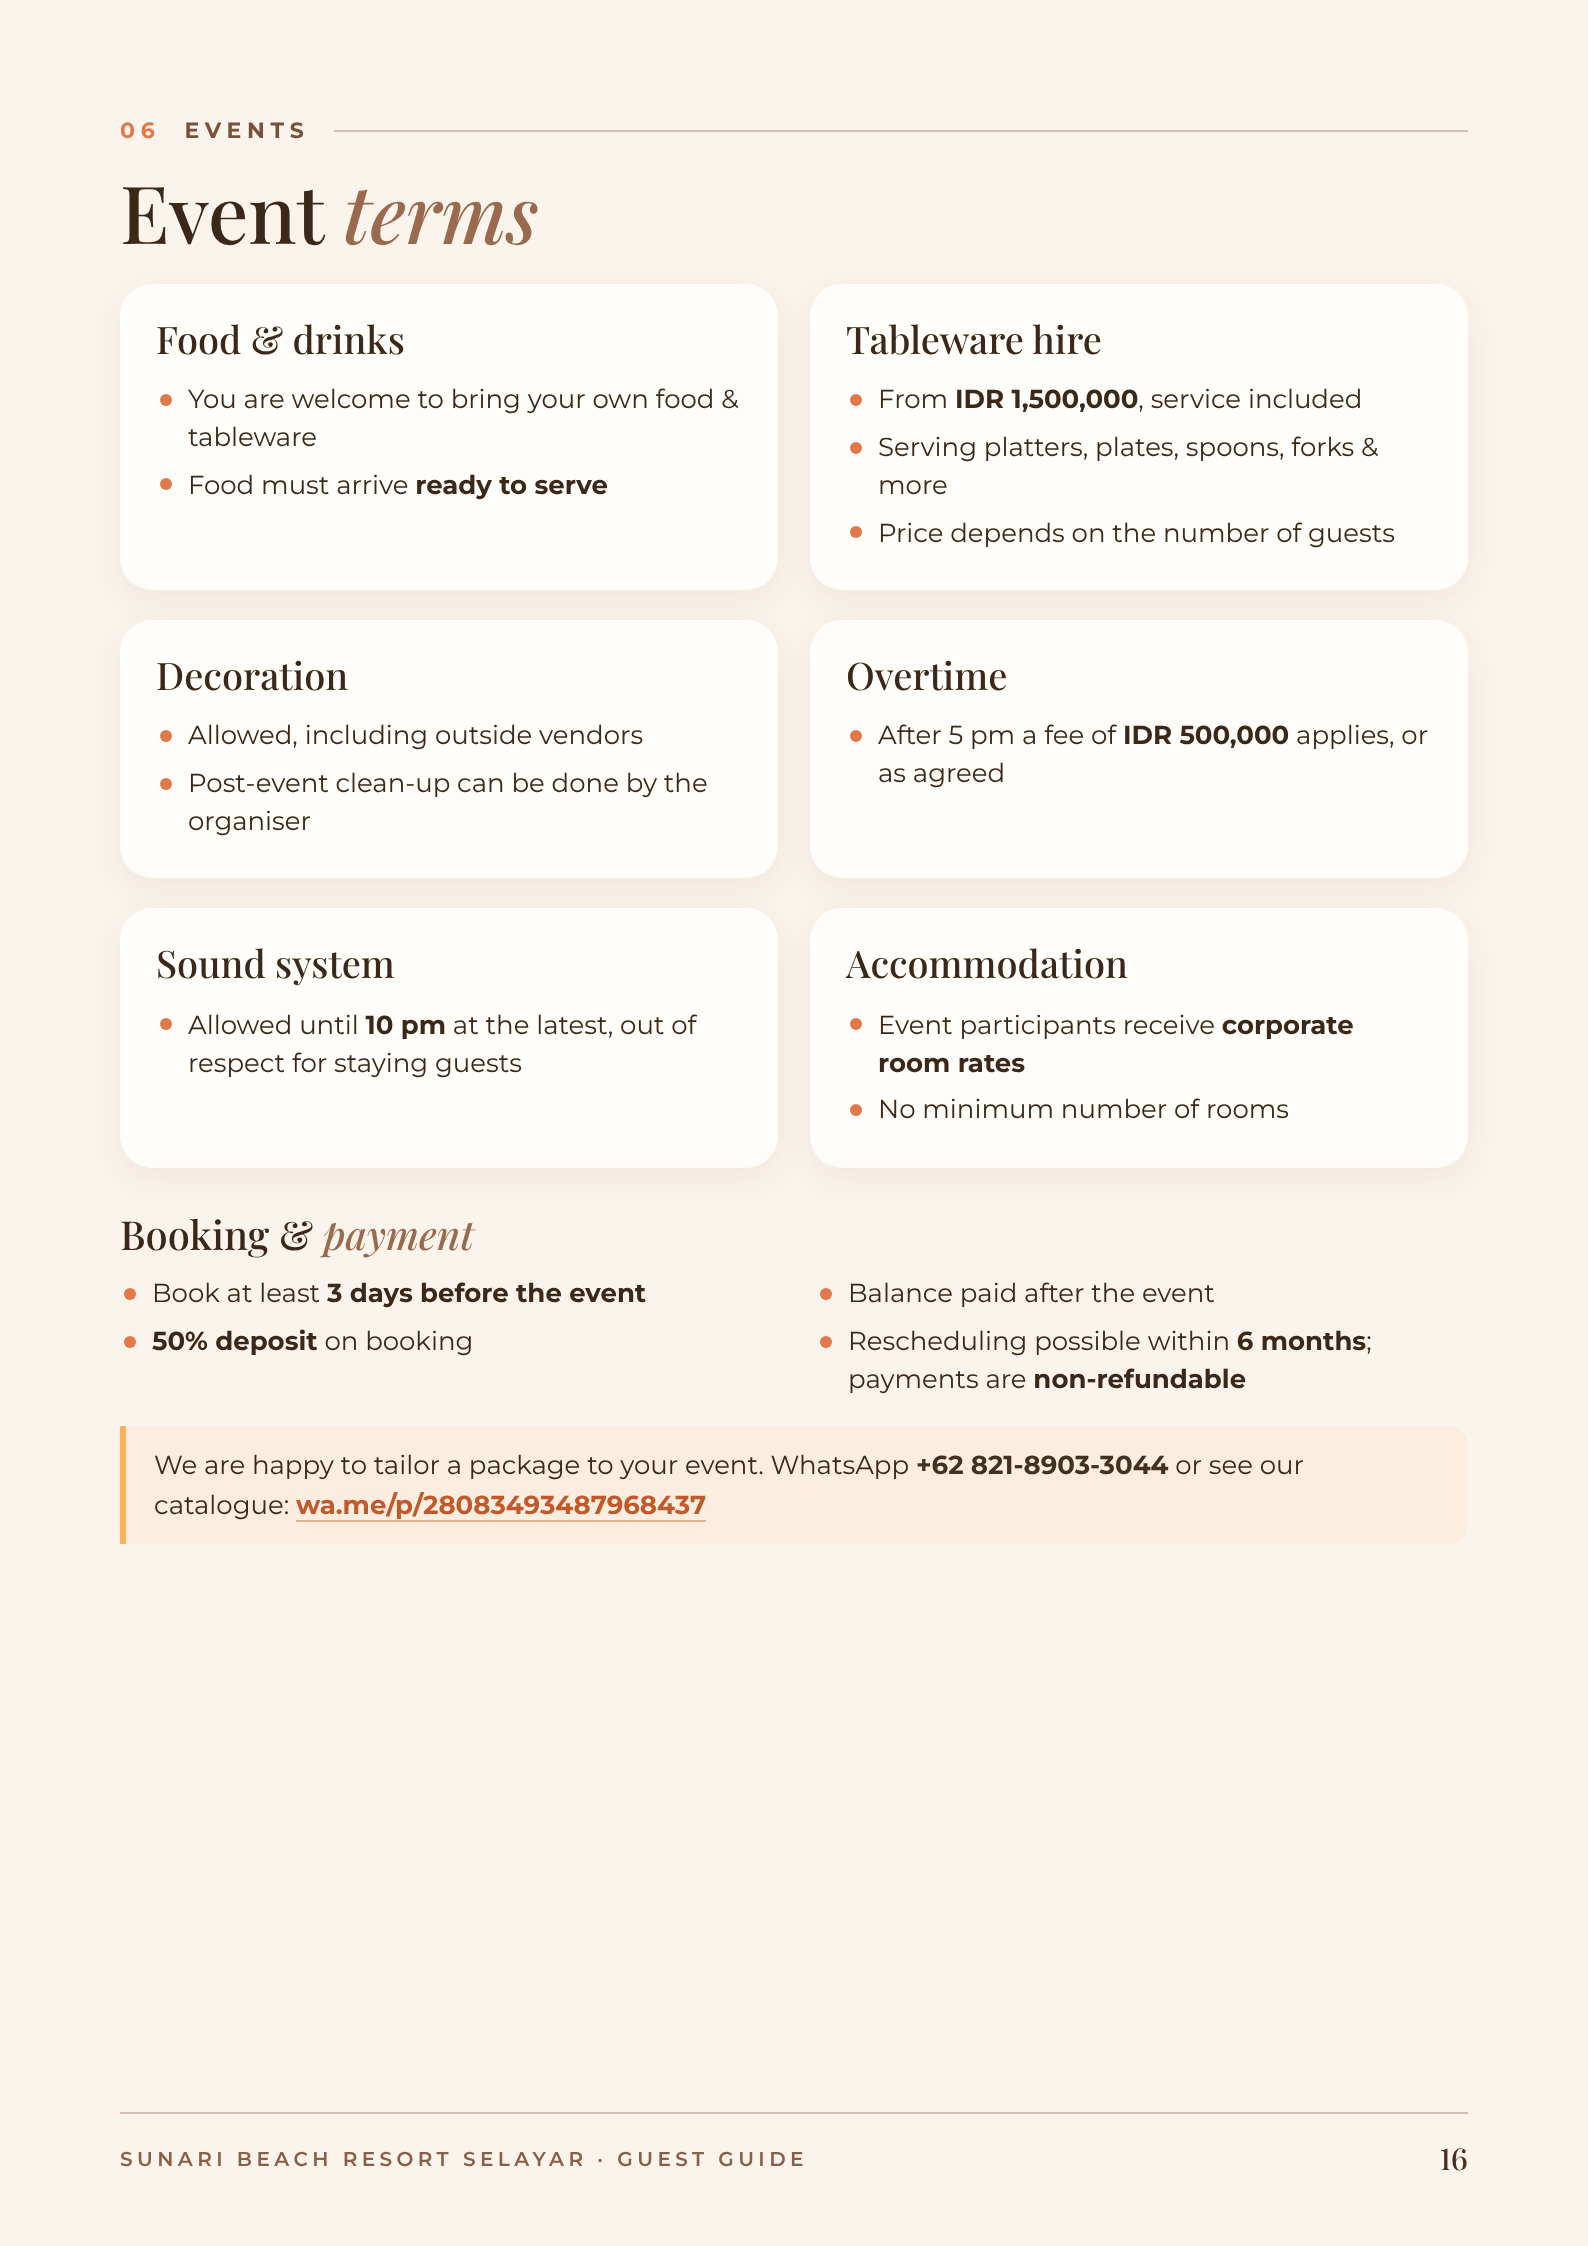 06 EVENTS
Event terms
Food & drinks
You are welcome to bring your own food &
tableware
Food must arrive ready to serve
Tableware hire
From IDR 1,500,000, service included
Serving platters, plates, spoons, forks &
more
Price depends on the number of guests
Decoration
Allowed, including outside vendors
Post-event clean-up can be done by the
organiser
Overtime
After 5 pm a fee of IDR 500,000 applies, or
as agreed
Sound system
Allowed until 10 pm at the latest, out of
respect for staying guests
Accommodation
Event participants receive corporate
room rates
No minimum number of rooms
Booking & payment
Book at least 3 days before the event
50% deposit on booking
Balance paid after the event
Rescheduling possible within 6 months;
payments are non-refundable
We are happy to tailor a package to your event. WhatsApp +62 821-8903-3044 or see our
catalogue: wa.me/p/28083493487968437
SUNARI BEACH RESORT SELAYAR · GUEST GUIDE
16